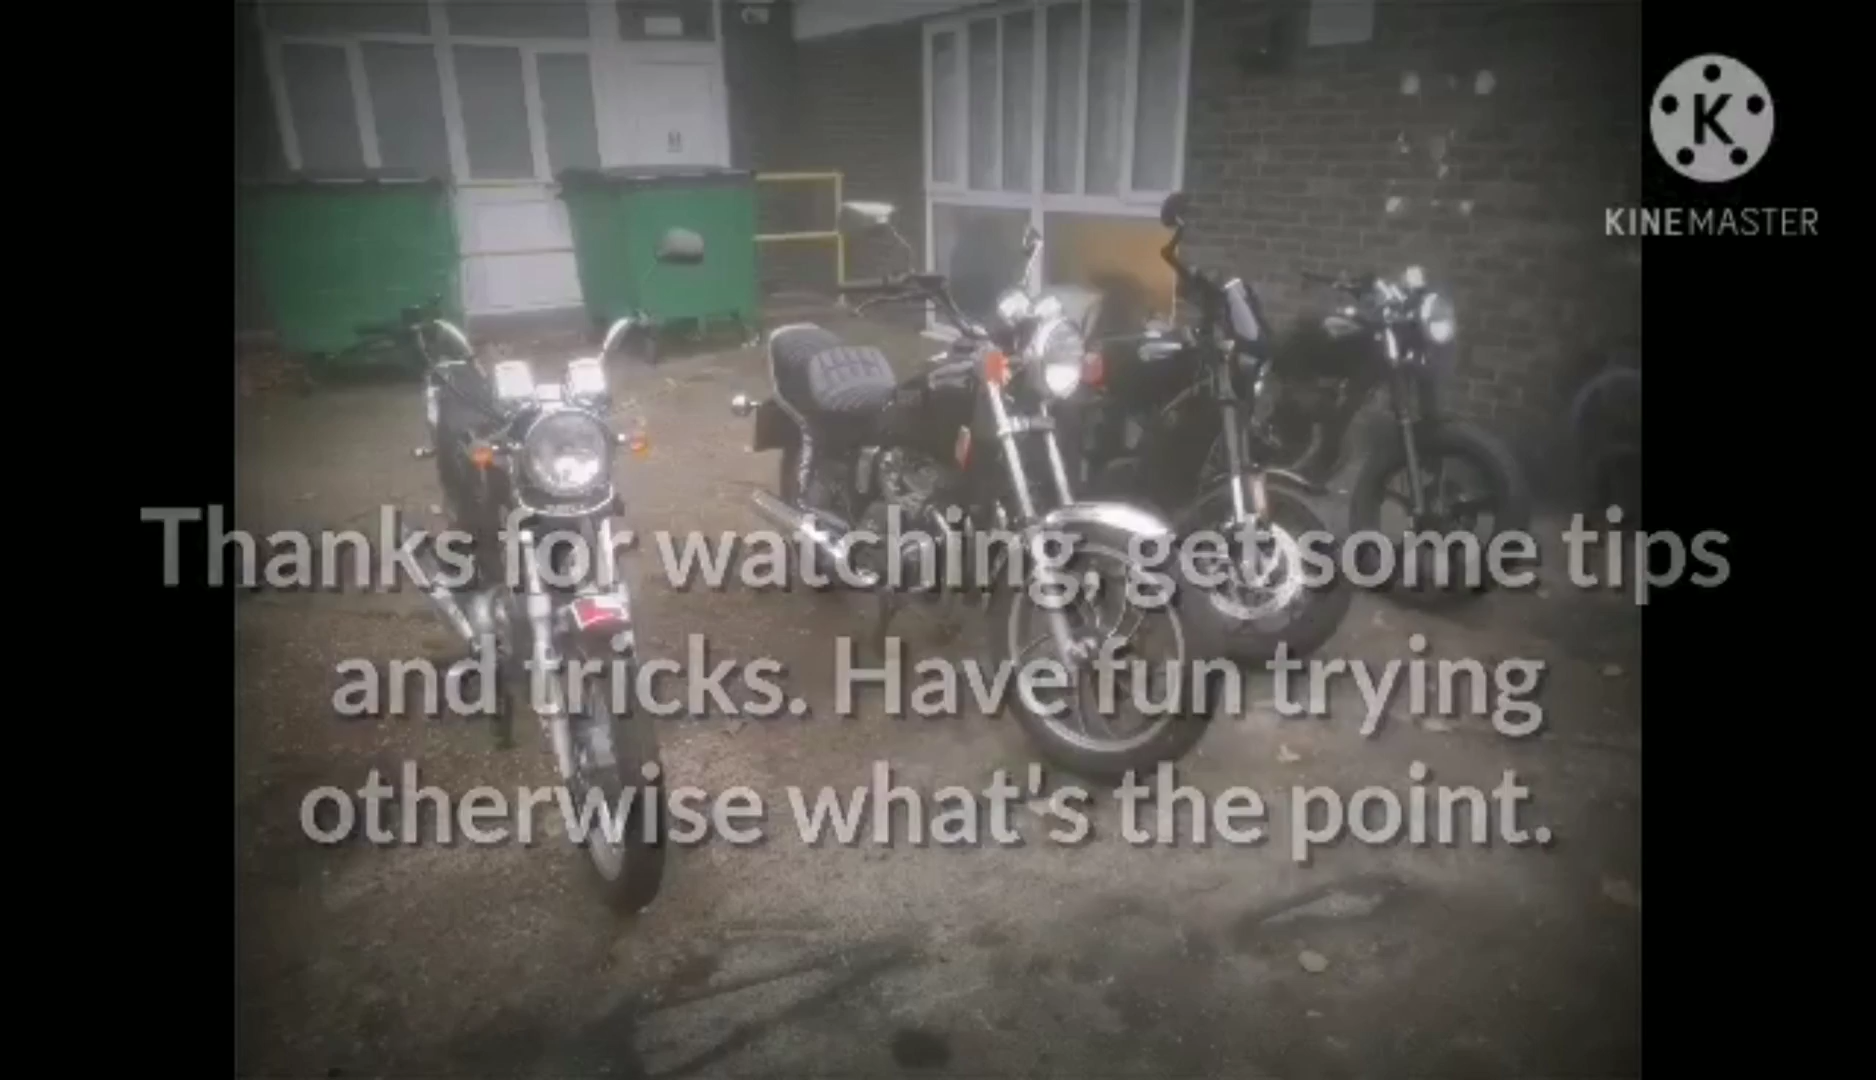 K
KINEMASTER
Thanks for watching, get some tips
and tricks. Have fun trying
otherwise what's the point.